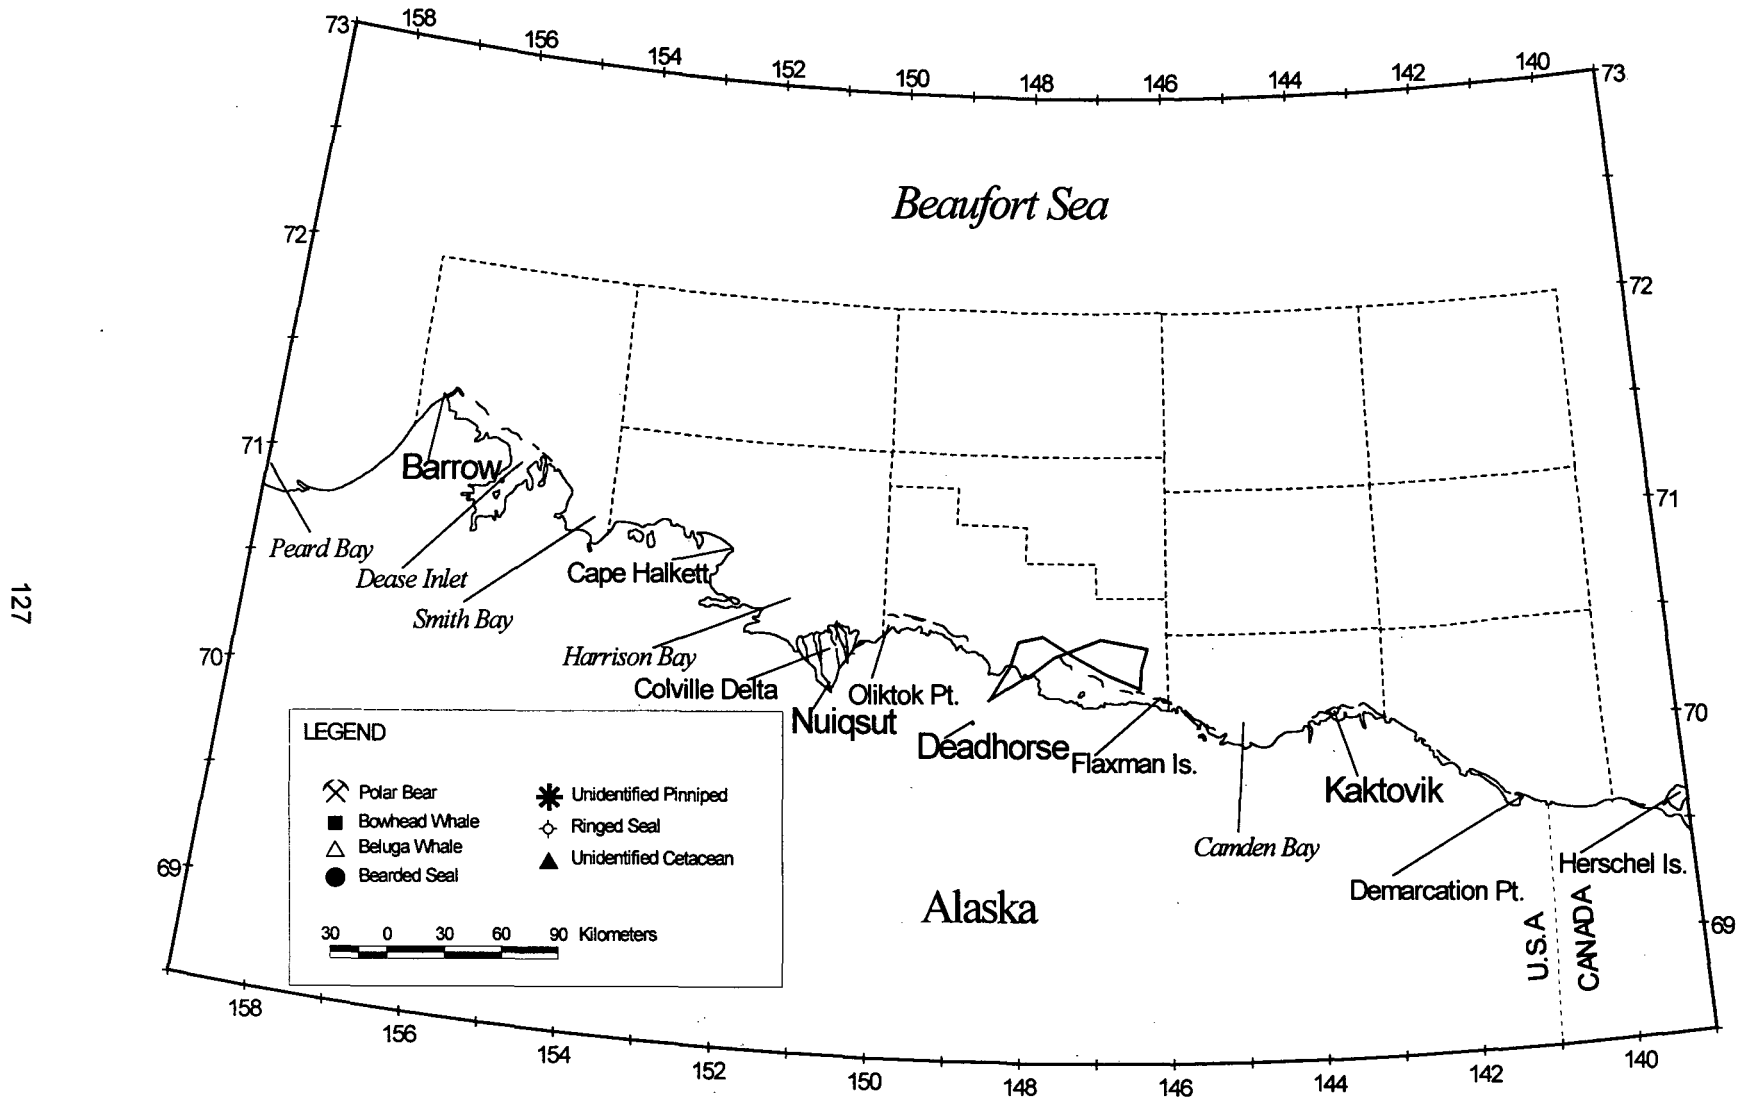 73 158 156 154 152 150 148 146 144 142 140 73
Beaufort Sea
72
72
71
71
Barrow
Peard Bay
Dease Inlet
Cape Halkett
Smith Bay
Harrison Bay
70
Colville Delta
Oliktok Pt.
70
Nuiqsut
Deadhorse
Flaxman Is.
Kaktovik
Camden Bay
Herschel Is.
Demarcation Pt.
Alaska
U.S.A
CANADA
69
69
LEGEND
Polar Bear
Bowhead Whale
Beluga Whale
Bearded Seal
Unidentified Pinniped
Ringed Seal
Unidentified Cetacean
30 0 30 60 90 Kilometers
158 156 154 152 150 148 146 144 142 140
127